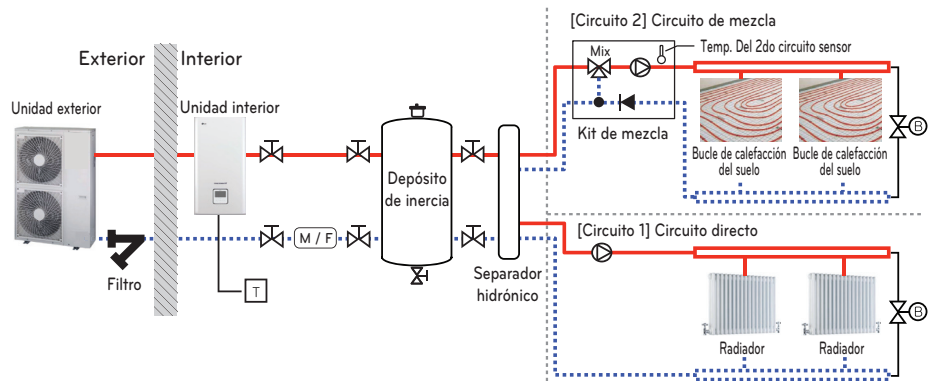 [Circuito 2] Circuito de mezcla
Mix
Temp. Del 2do circuito sensor
Exterior
Interior
Unidad exterior
Unidad interior
Kit de mezcla
Bucle de calefacción
del suelo
Bucle de calefacción
del suelo
B
Depósito
de inercia
M / F
Filtro
T
Separador
hidrónico
[Circuito 1] Circuito directo
Radiador
Radiador
B